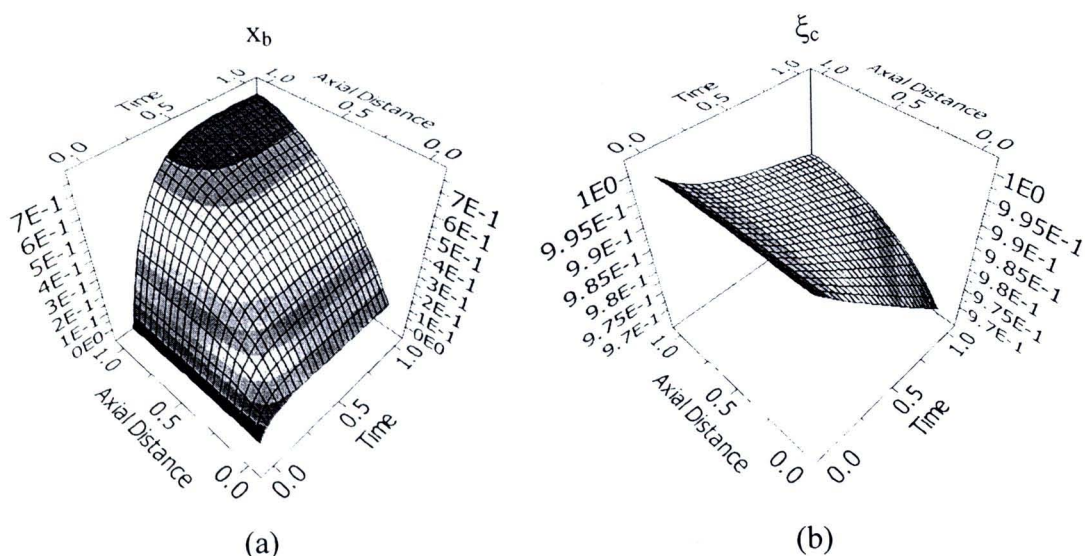 x_b
ξ_c
Time 0.0 0.5 1.0
Axial Distance 1.0 0.5 0.0
7E-1
6E-1
5E-1
4E-1
3E-1
2E-1
1E-1
0E0
7E-1
6E-1
5E-1
4E-1
3E-1
2E-1
1E-1
0E0
Axial Distance 1.0 0.5 0.0
Time 0.0 0.5 1.0
(a)
Time 0.0 0.5 1.0
Axial Distance 1.0 0.5 0.0
1E0
9.95E-1
9.9E-1
9.85E-1
9.8E-1
9.75E-1
9.7E-1
1E0
9.95E-1
9.9E-1
9.85E-1
9.8E-1
9.75E-1
9.7E-1
Axial Distance 1.0 0.5 0.0
Time 0.0 0.5 1.0
(b)